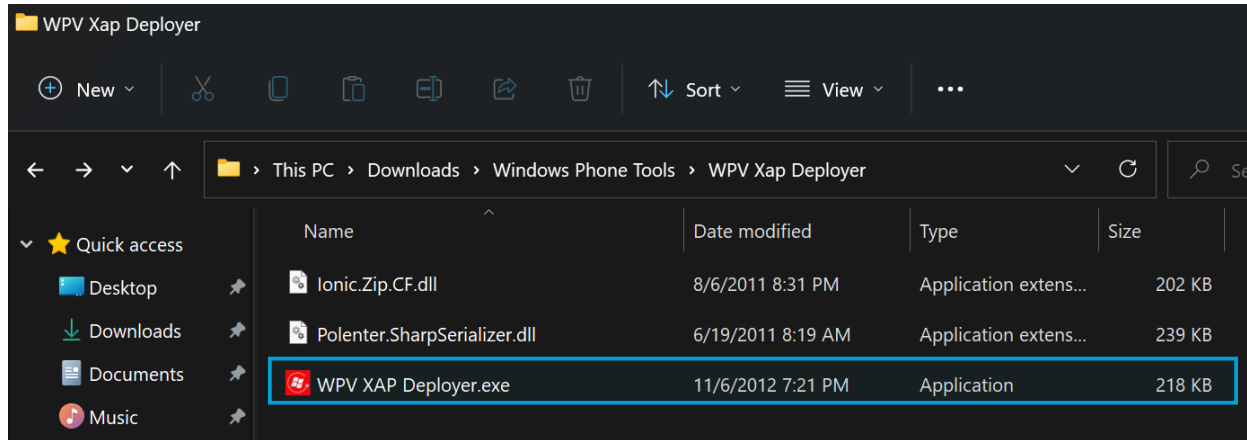 WPV Xap Deployer
New Sort View
This PC > Downloads > Windows Phone Tools > WPV Xap Deployer
Name Date modified Type Size
Quick access
Ionic.Zip.CF.dll 8/6/2011 8:31 PM Application extens... 202 KB
Desktop
Polenter.SharpSerializer.dll 6/19/2011 8:19 AM Application extens... 239 KB
Downloads
Documents
WPV XAP Deployer.exe 11/6/2012 7:21 PM Application 218 KB
Music